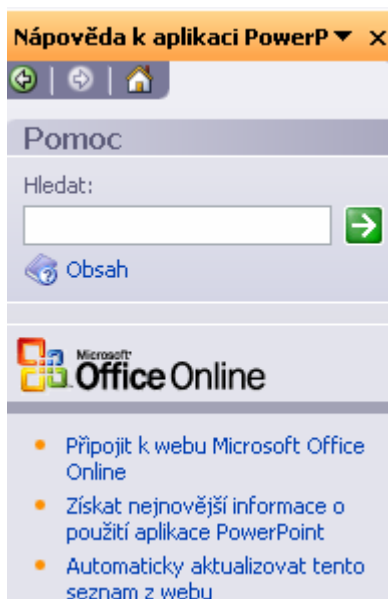 Nápověda k aplikaci PowerP
Pomoc
Hledat:
Obsah
Microsoft
Office Online
Připojit k webu Microsoft Office
Online
Získat nejnovější informace o
použití aplikace PowerPoint
Automaticky aktualizovat tento
seznam z webu